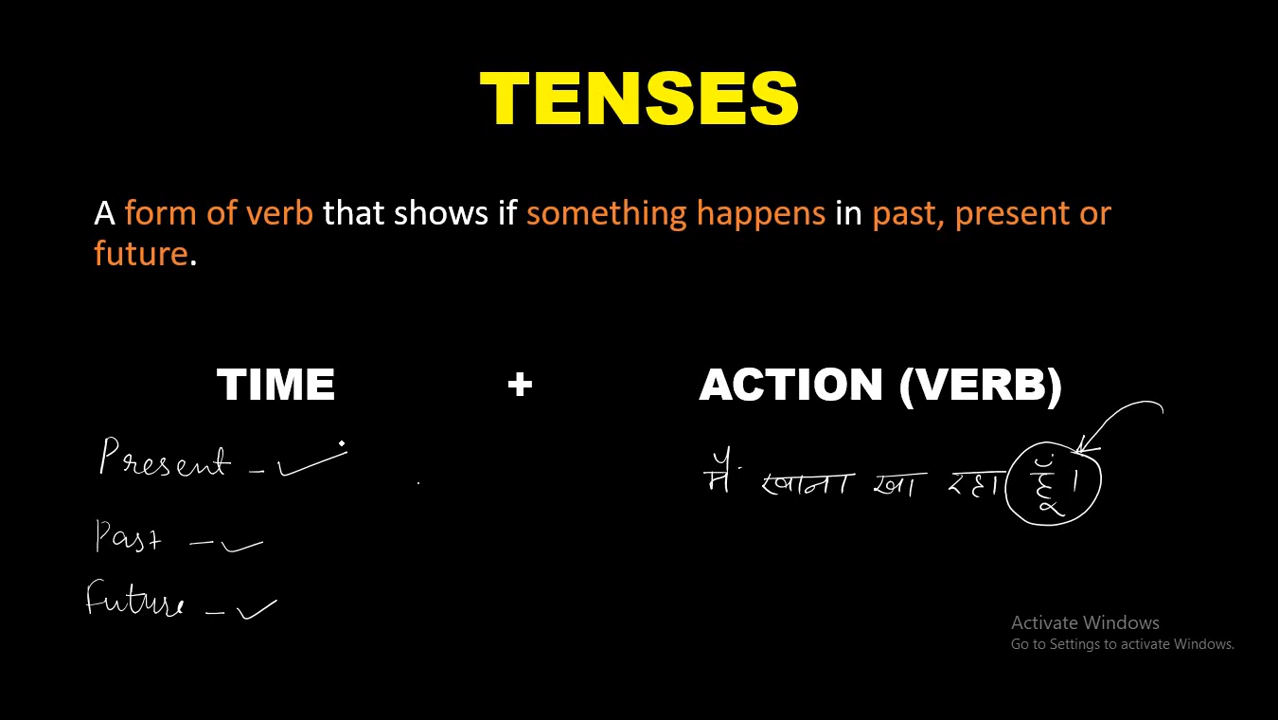 TENSES
A form of verb that shows if something happens in past, present or
future.
TIME + ACTION (VERB)
Present - ✓
मैं खाना खा रहा हूँ।
Past - ✓
Future - ✓
Activate Windows
Go to Settings to activate Windows.